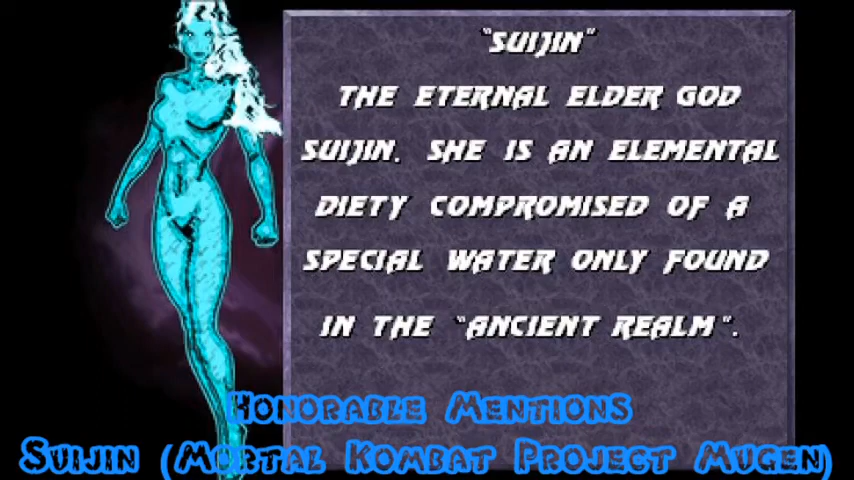 "SUIJIN"
THE ETERNAL ELDER GOD
SUIJIN. SHE IS AN ELEMENTAL
DIETY COMPROMISED OF A
SPECIAL WATER ONLY FOUND
IN THE "ANCIENT REALM".
Honorable Mentions
Suijin (Mortal Kombat Project Mugen)